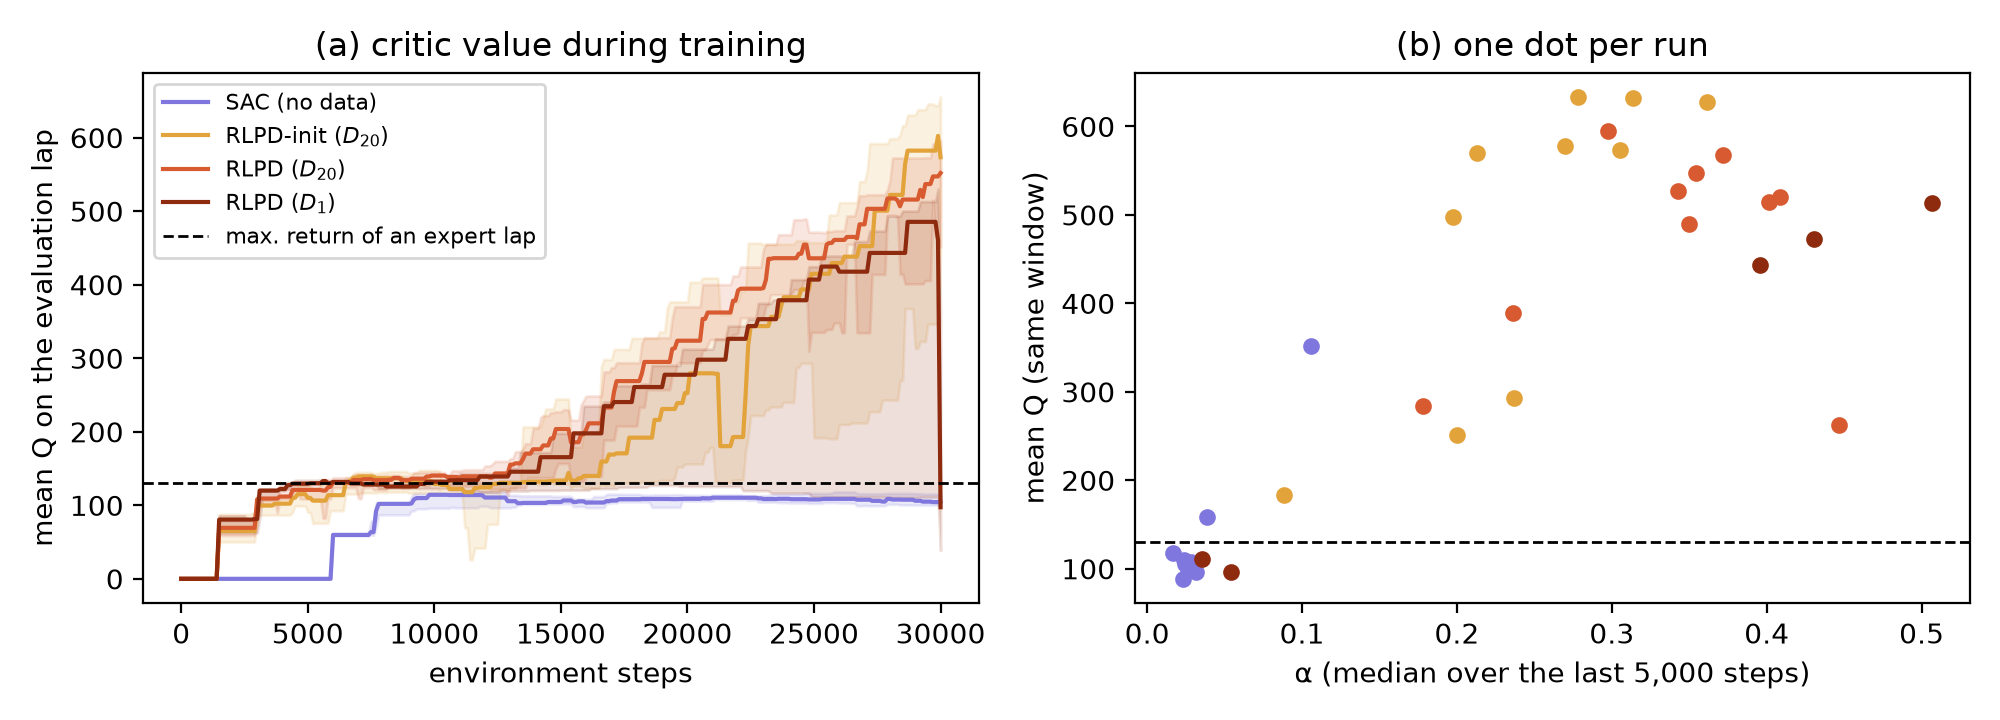 (a) critic value during training
mean Q on the evaluation lap
600
500
400
300
200
100
0
SAC (no data)
RLPD-init (D₂₀)
RLPD (D₂₀)
RLPD (D₁)
max. return of an expert lap
0 5000 10000 15000 20000 25000 30000
environment steps
(b) one dot per run
mean Q (same window)
600
500
400
300
200
100
0.0 0.1 0.2 0.3 0.4 0.5
α (median over the last 5,000 steps)